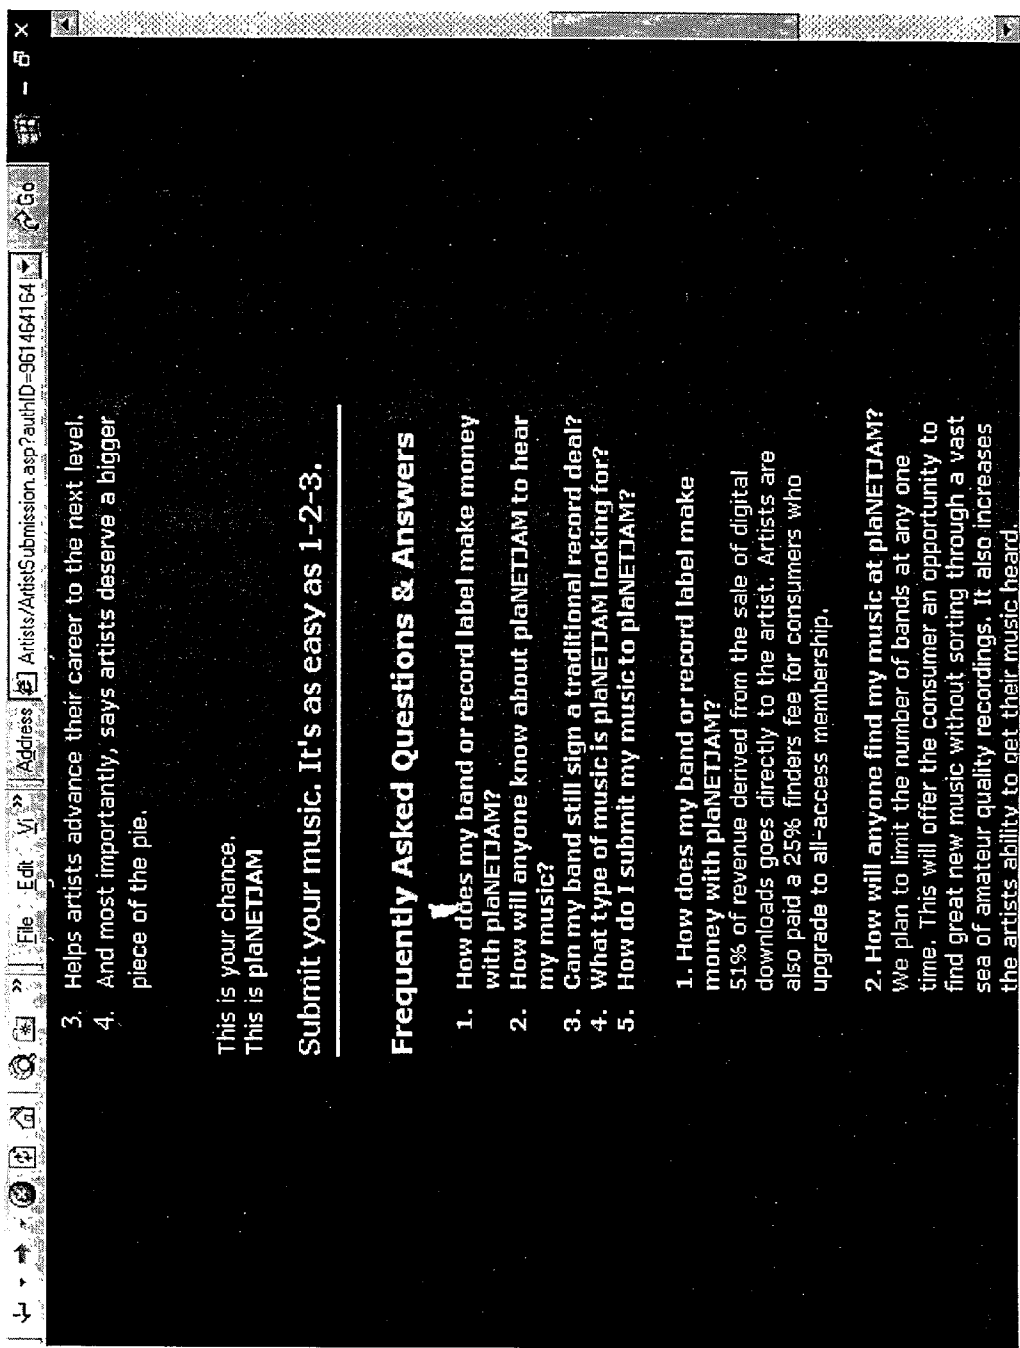 » File Edit Vi » Address Artists/ArtistSubmission.asp?authID=961464164 Go
3. Helps artists advance their career to the next level.
4. And most importantly, says artists deserve a bigger
piece of the pie.
This is your chance.
This is plaNETJAM
Submit your music. It's as easy as 1-2-3.
Frequently Asked Questions & Answers
1. How does my band or record label make money
with plaNETJAM?
2. How will anyone know about plaNETJAM to hear
my music?
3. Can my band still sign a traditional record deal?
4. What type of music is plaNETJAM looking for?
5. How do I submit my music to plaNETJAM?
1. How does my band or record label make
money with plaNETJAM?
51% of revenue derived from the sale of digital
downloads goes directly to the artist. Artists are
also paid a 25% finders fee for consumers who
upgrade to all-access membership.
2. How will anyone find my music at plaNETJAM?
We plan to limit the number of bands at any one
time. This will offer the consumer an opportunity to
find great new music without sorting through a vast
sea of amateur quality recordings. It also increases
the artists ability to get their music heard.